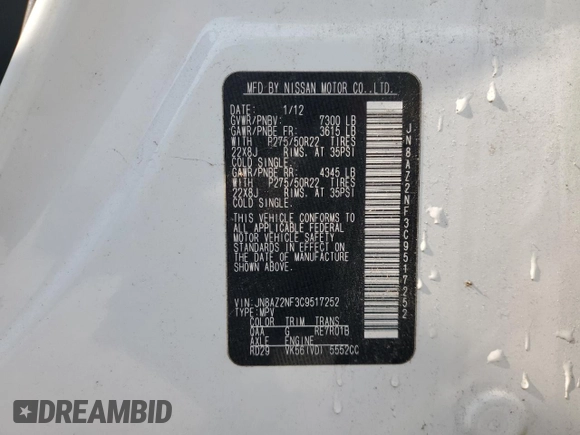 MFD BY NISSAN MOTOR CO.,LTD.
DATE: 1/12
GVWR/PNBV: 7300 LB
GAWR/PNBE FR: 3615 LB
WITH P275/50R22 TIRES
22X8J RIMS. AT 35PSI
COLD SINGLE.
GAWR/PNBE RR: 4345 LB
WITH P275/50R22 TIRES
22X8J RIMS. AT 35PSI
COLD SINGLE.
THIS VEHICLE CONFORMS TO
ALL APPLICABLE FEDERAL
MOTOR VEHICLE SAFETY
STANDARDS IN EFFECT ON
THE DATE OF MANUFACTURE
SHOWN ABOVE.
VIN:JN8AZ2NF3C9517252
TYPE:MPV
COLOR TRIM TRANS
QAA G RE7R01B
AXLE ENGINE
RD29 VK56(VD) 5552CC
JN8AZ2NF3C9517252
DREAMBID